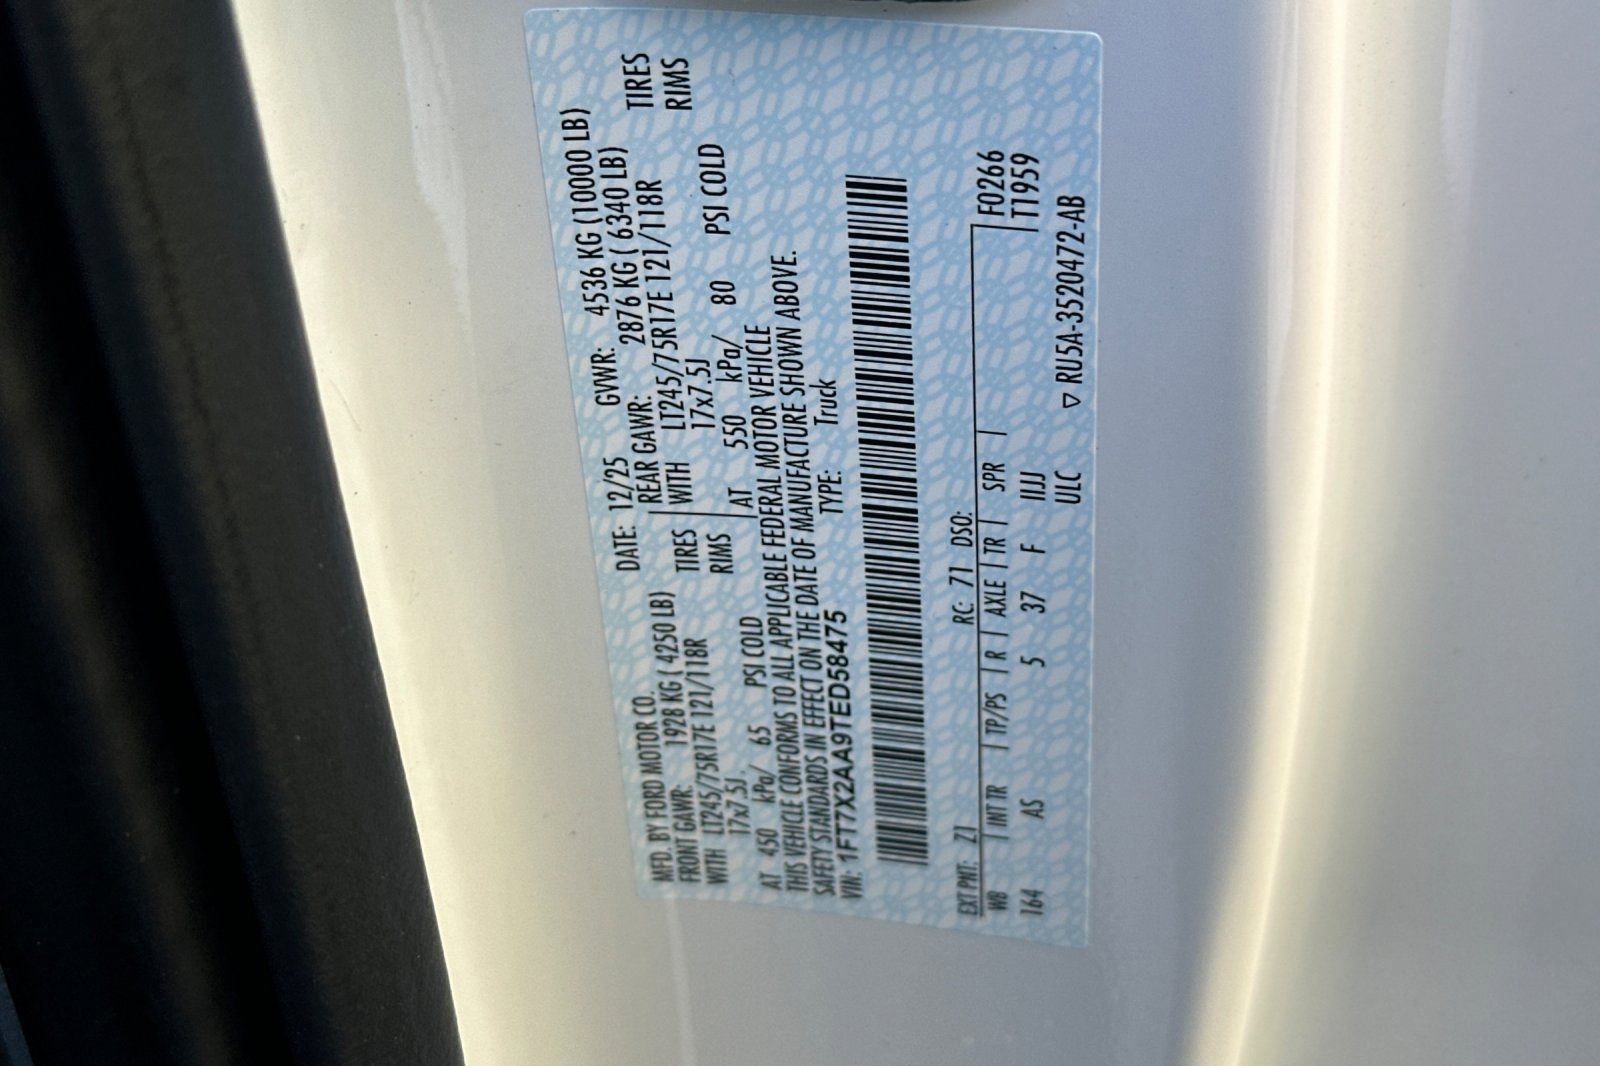 MFD. BY FORD MOTOR CO.
DATE: 12/25 GVWR: 4536 KG (10000 LB)
FRONT GAWR: 1928 KG ( 4250 LB) REAR GAWR: 2876 KG ( 6340 LB)
WITH LT245/75R17E 121/118R TIRES WITH LT245/75R17E 121/118R TIRES
17x7.5J RIMS 17x7.5J RIMS
AT 450 kPa/ 65 PSI COLD AT 550 kPa/ 80 PSI COLD
THIS VEHICLE CONFORMS TO ALL APPLICABLE FEDERAL MOTOR VEHICLE
SAFETY STANDARDS IN EFFECT ON THE DATE OF MANUFACTURE SHOWN ABOVE.
VIN: 1FT7X2AA9TED58475 TYPE: Truck
EXT PNT: Z1 RC: 71 DSO: F0266
WB INT TR TP/PS R AXLE TR SPR T1959
164 AS 5 37 F IIJJ
ULC ▽ RU5A-3520472-AB